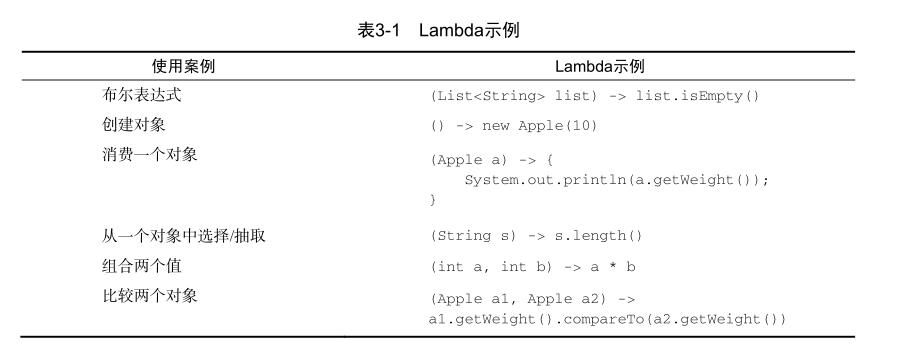 表3-1 Lambda示例
使用案例 Lambda示例
布尔表达式 (List<String> list) -> list.isEmpty()
创建对象 () -> new Apple(10)
消费一个对象 (Apple a) -> {
System.out.println(a.getWeight());
}
从一个对象中选择/抽取 (String s) -> s.length()
组合两个值 (int a, int b) -> a * b
比较两个对象 (Apple a1, Apple a2) ->
a1.getWeight().compareTo(a2.getWeight())